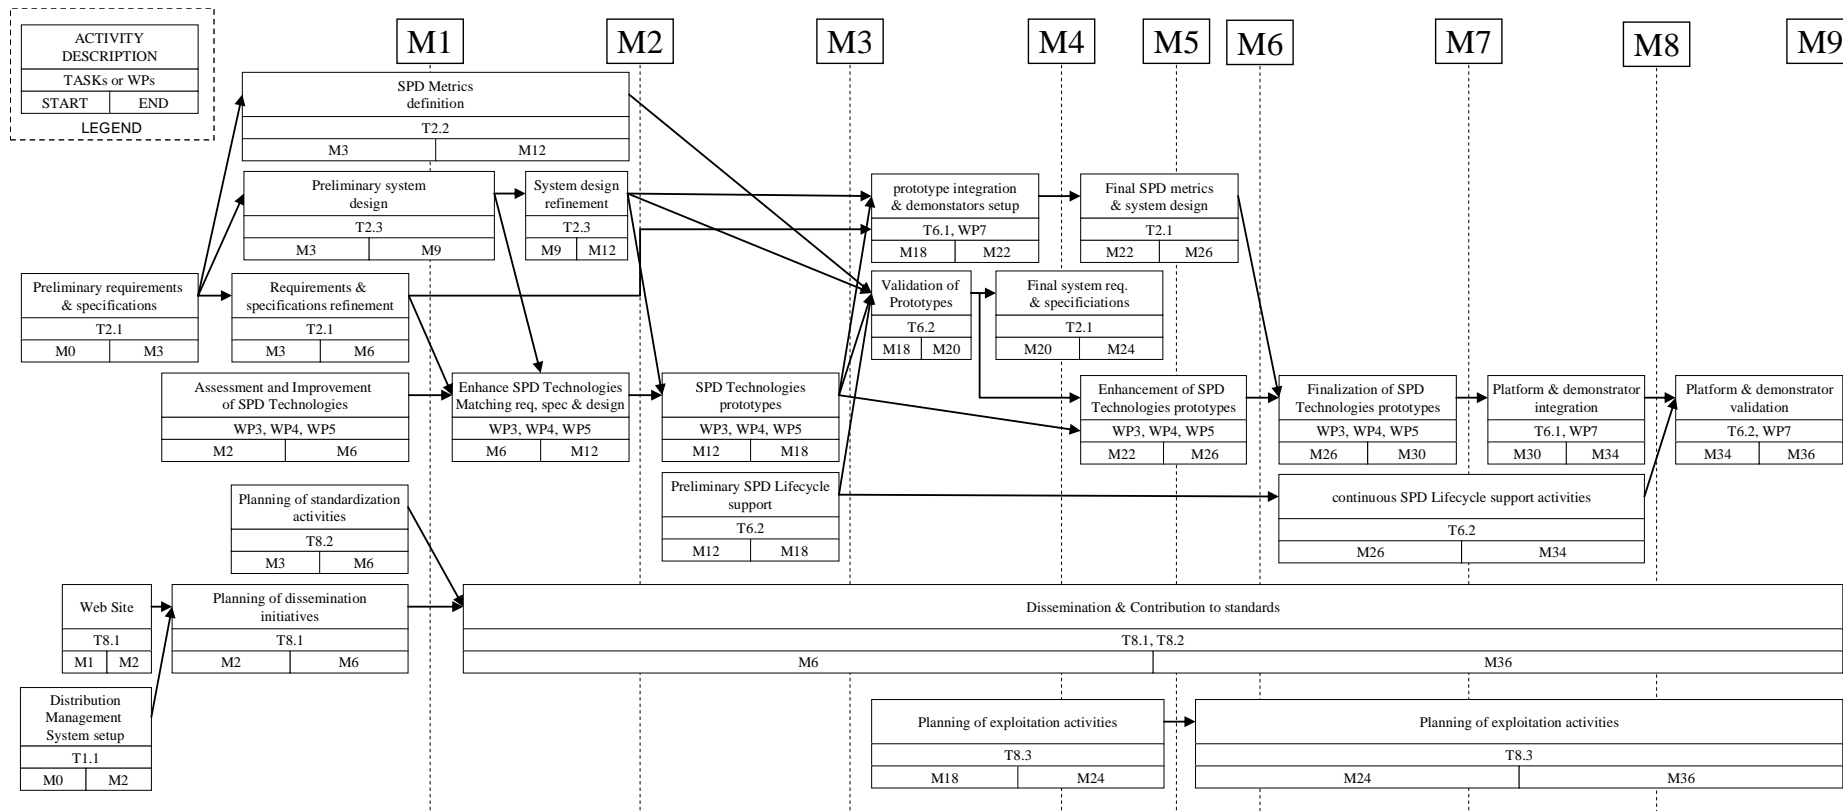 ACTIVITY
DESCRIPTION
TASKs or WPs
START END
LEGEND
M1 M2 M3 M4 M5 M6 M7 M8 M9
SPD Metrics
definition
T2.2
M3 M12
Preliminary system
design
T2.3
M3 M9
System design
refinement
T2.3
M9 M12
prototype integration
& demonstators setup
T6.1, WP7
M18 M22
Final SPD metrics
& system design
T2.1
M22 M26
Preliminary requirements
& specifications
T2.1
M0 M3
Requirements &
specifications refinement
T2.1
M3 M6
Validation of
Prototypes
T6.2
M18 M20
Final system req.
& specificiations
T2.1
M20 M24
Assessment and Improvement
of SPD Technologies
WP3, WP4, WP5
M2 M6
Enhance SPD Technologies
Matching req, spec & design
WP3, WP4, WP5
M6 M12
SPD Technologies
prototypes
WP3, WP4, WP5
M12 M18
Enhancement of SPD
Technologies prototypes
WP3, WP4, WP5
M22 M26
Finalization of SPD
Technologies prototypes
WP3, WP4, WP5
M26 M30
Platform & demonstrator
integration
T6.1, WP7
M30 M34
Platform & demonstrator
validation
T6.2, WP7
M34 M36
Planning of standardization
activities
T8.2
M3 M6
Preliminary SPD Lifecycle
support
T6.2
M12 M18
continuous SPD Lifecycle support activities
T6.2
M26 M34
Web Site
T8.1
M1 M2
Planning of dissemination
initiatives
T8.1
M2 M6
Dissemination & Contribution to standards
T8.1, T8.2
M6 M36
Distribution
Management
System setup
T1.1
M0 M2
Planning of exploitation activities
T8.3
M18 M24
Planning of exploitation activities
T8.3
M24 M36